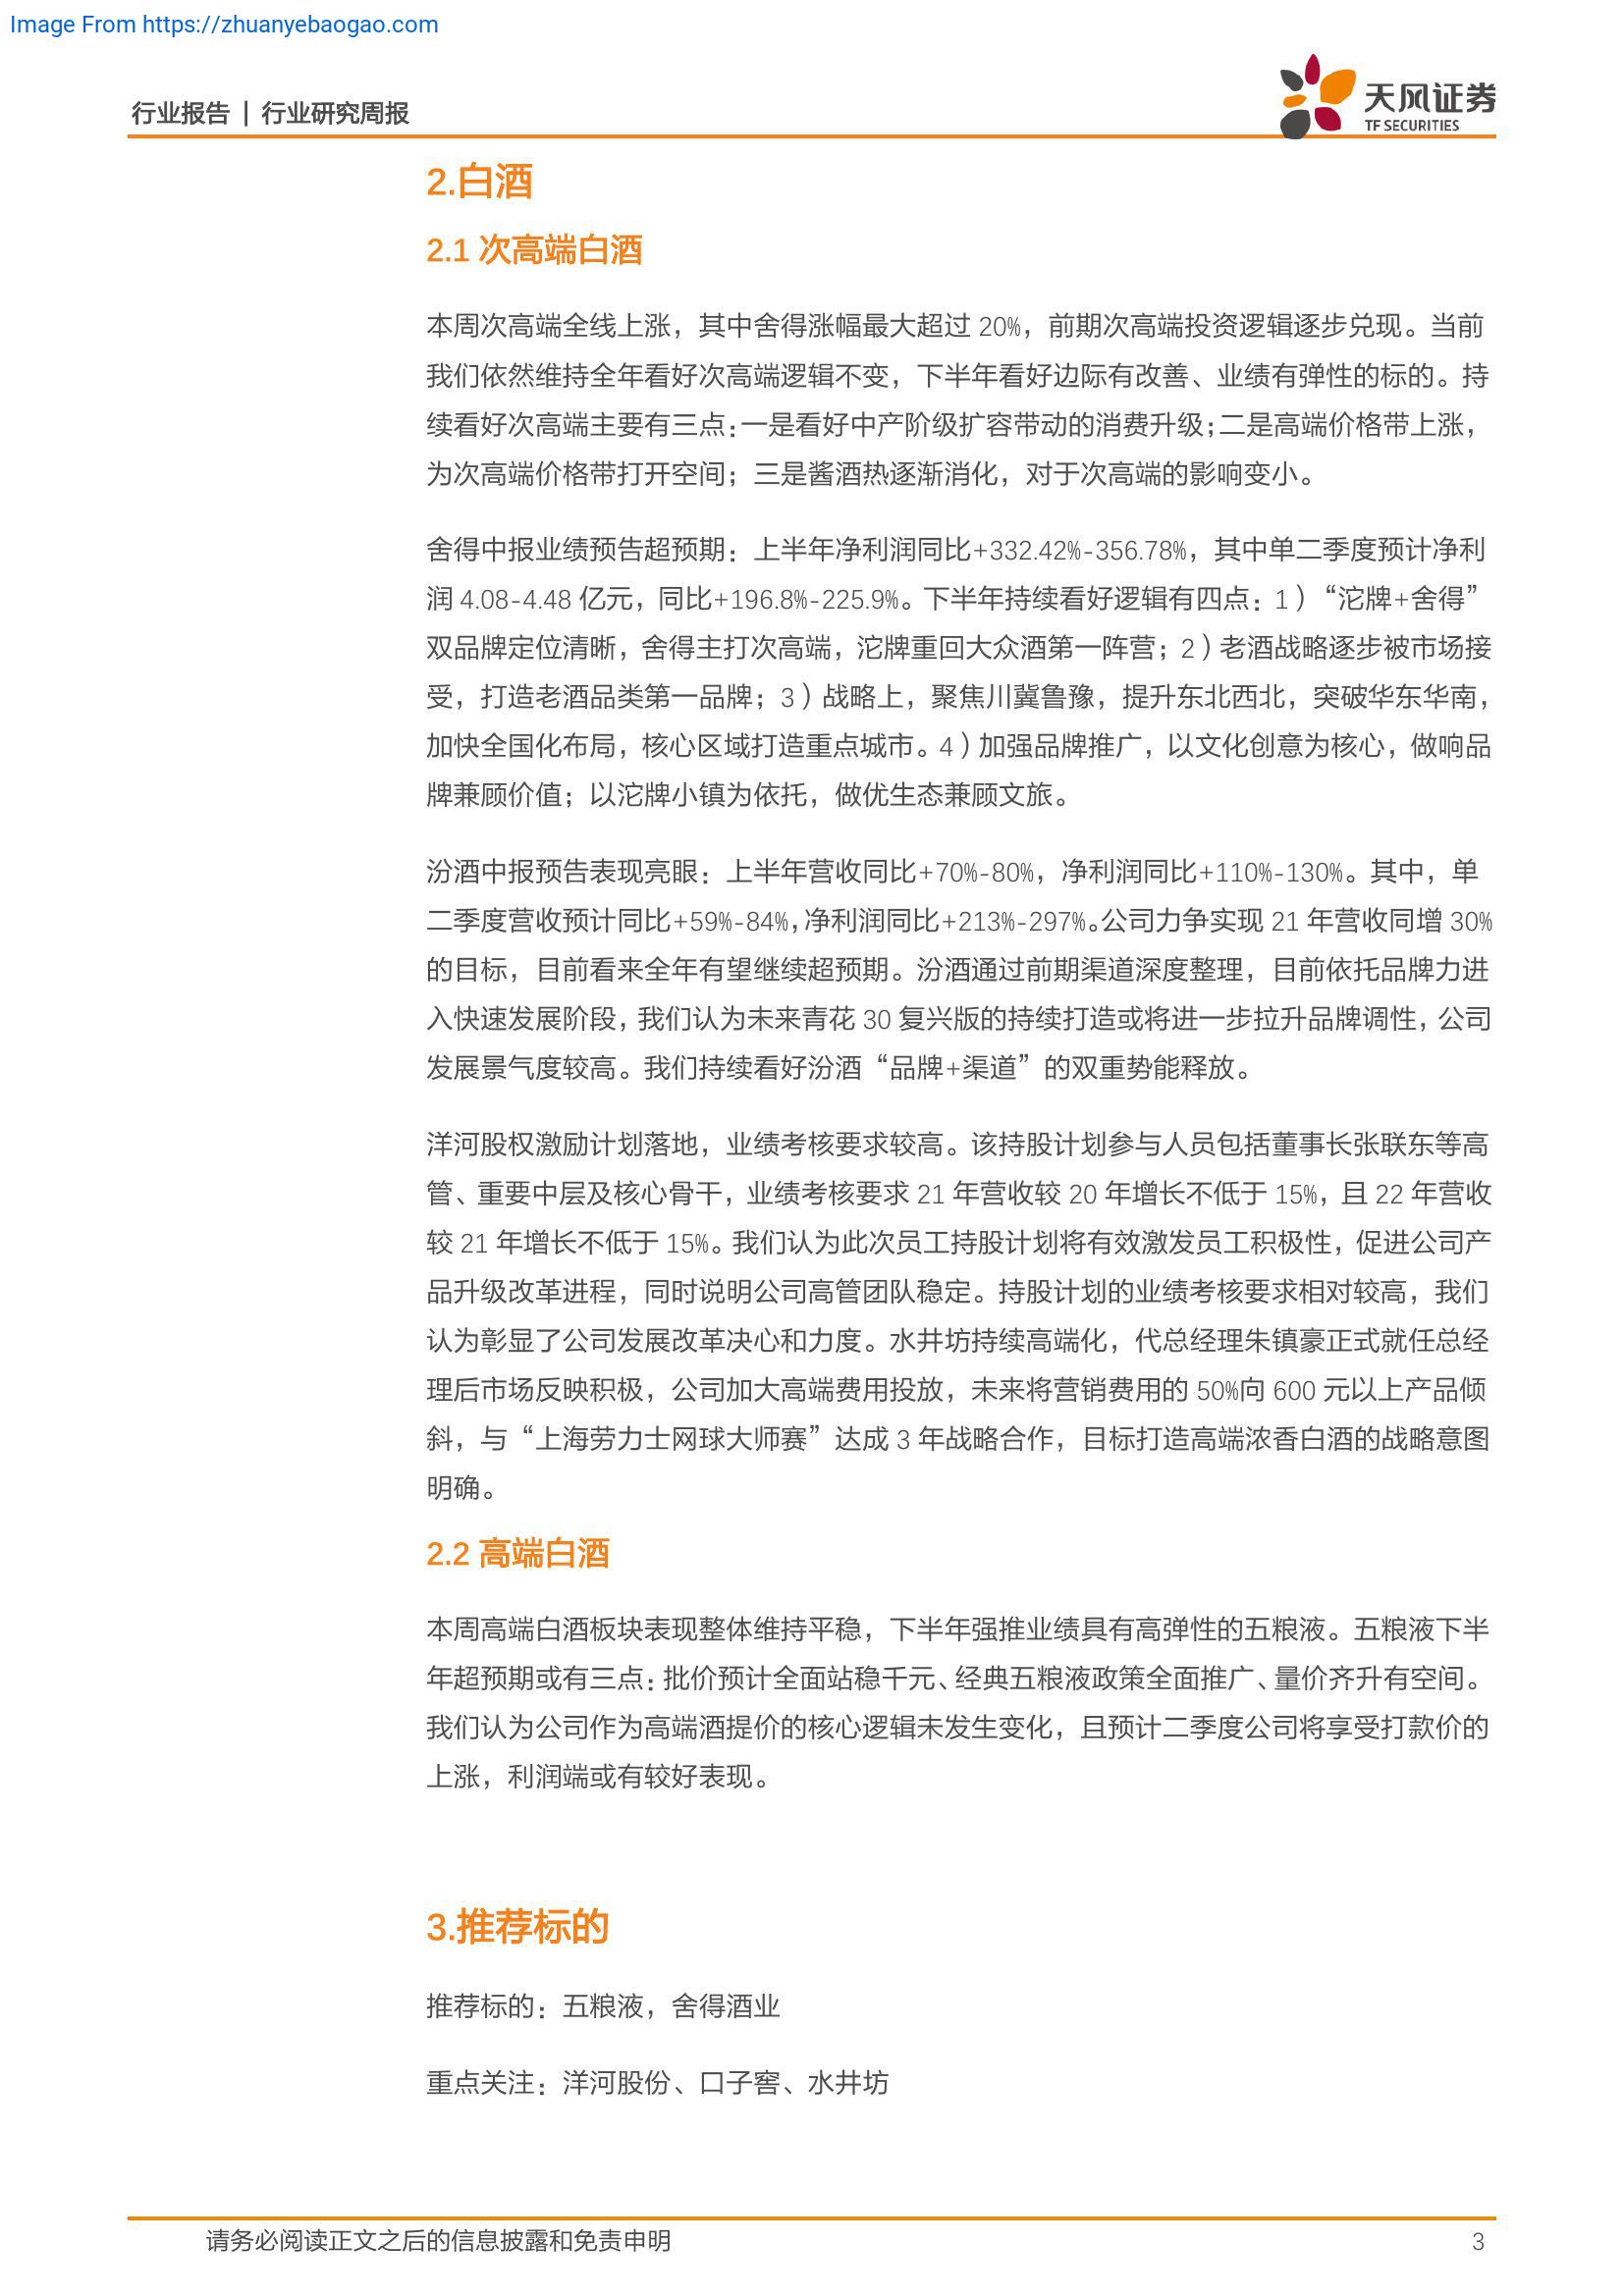 Image From https://zhuanyebaogao.com
行业报告 | 行业研究周报
天风证券
TF SECURITIES
2.白酒
2.1 次高端白酒
本周次高端全线上涨，其中舍得涨幅最大超过 20%，前期次高端投资逻辑逐步兑现。当前
我们依然维持全年看好次高端逻辑不变，下半年看好边际有改善、业绩有弹性的标的。持
续看好次高端主要有三点：一是看好中产阶级扩容带动的消费升级；二是高端价格带上涨，
为次高端价格带打开空间；三是酱酒热逐渐消化，对于次高端的影响变小。
舍得中报业绩预告超预期：上半年净利润同比+332.42%-356.78%，其中单二季度预计净利
润 4.08-4.48 亿元，同比+196.8%-225.9%。下半年持续看好逻辑有四点：1）“沱牌+舍得”
双品牌定位清晰，舍得主打次高端，沱牌重回大众酒第一阵营；2）老酒战略逐步被市场接
受，打造老酒品类第一品牌；3）战略上，聚焦川冀鲁豫，提升东北西北，突破华东华南，
加快全国化布局，核心区域打造重点城市。4）加强品牌推广，以文化创意为核心，做响品
牌兼顾价值；以沱牌小镇为依托，做优生态兼顾文旅。
汾酒中报预告表现亮眼：上半年营收同比+70%-80%，净利润同比+110%-130%。其中，单
二季度营收预计同比+59%-84%，净利润同比+213%-297%。公司力争实现 21 年营收同增 30%
的目标，目前看来全年有望继续超预期。汾酒通过前期渠道深度整理，目前依托品牌力进
入快速发展阶段，我们认为未来青花 30 复兴版的持续打造或将进一步拉升品牌调性，公司
发展景气度较高。我们持续看好汾酒“品牌+渠道”的双重势能释放。
洋河股权激励计划落地，业绩考核要求较高。该持股计划参与人员包括董事长张联东等高
管、重要中层及核心骨干，业绩考核要求 21 年营收较 20 年增长不低于 15%，且 22 年营收
较 21 年增长不低于 15%。我们认为此次员工持股计划将有效激发员工积极性，促进公司产
品升级改革进程，同时说明公司高管团队稳定。持股计划的业绩考核要求相对较高，我们
认为彰显了公司发展改革决心和力度。水井坊持续高端化，代总经理朱镇豪正式就任总经
理后市场反映积极，公司加大高端费用投放，未来将营销费用的 50%向 600 元以上产品倾
斜，与“上海劳力士网球大师赛”达成 3 年战略合作，目标打造高端浓香白酒的战略意图
明确。
2.2 高端白酒
本周高端白酒板块表现整体维持平稳，下半年强推业绩具有高弹性的五粮液。五粮液下半
年超预期或有三点：批价预计全面站稳千元、经典五粮液政策全面推广、量价齐升有空间。
我们认为公司作为高端酒提价的核心逻辑未发生变化，且预计二季度公司将享受打款价的
上涨，利润端或有较好表现。
3.推荐标的
推荐标的：五粮液，舍得酒业
重点关注：洋河股份、口子窖、水井坊
请务必阅读正文之后的信息披露和免责申明
3